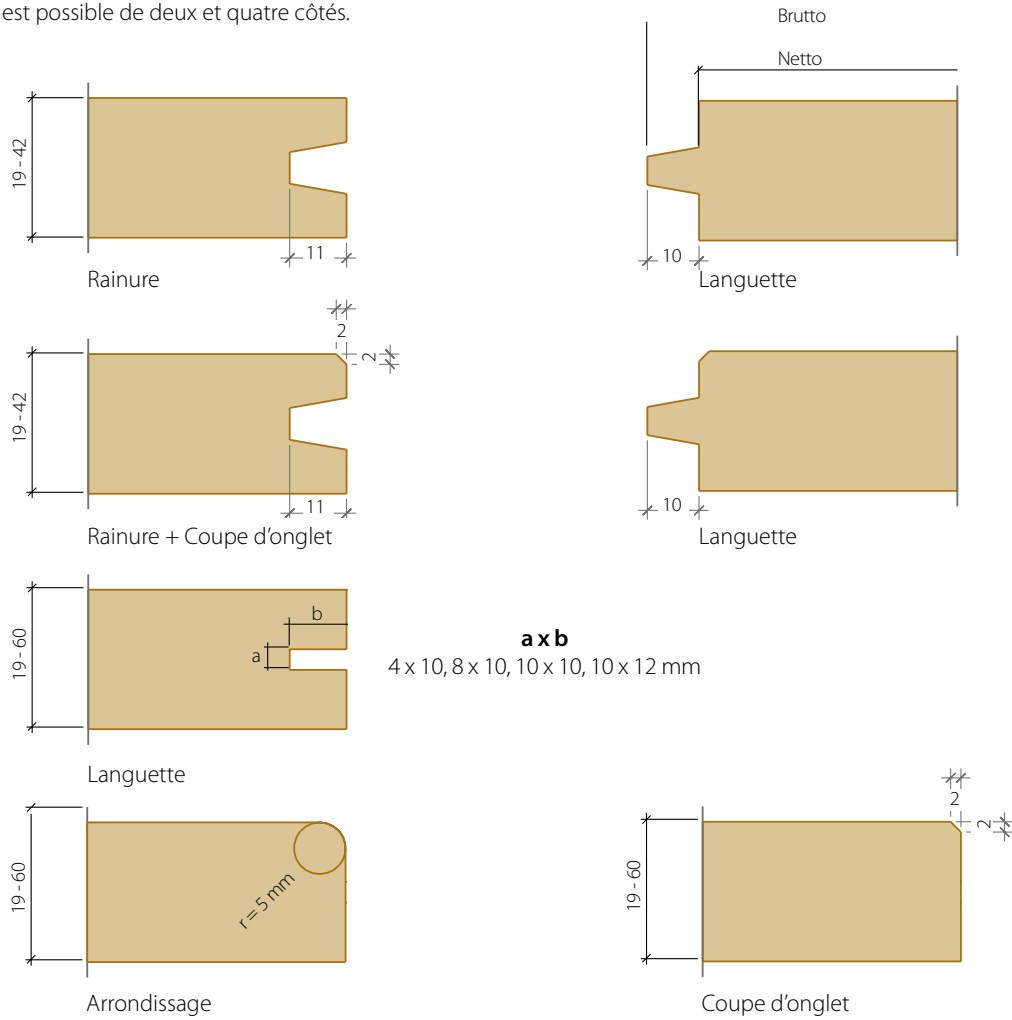 est possible de deux et quatre côtés.
Brutto
Netto
19 - 42
11
10
Rainure
Languette
2
2
19 - 42
11
10
Rainure + Coupe d'onglet
Languette
19 - 60
b
a
a x b
4 x 10, 8 x 10, 10 x 10, 10 x 12 mm
Languette
19 - 60
r = 5 mm
2
2
19 - 60
Arrondissage
Coupe d'onglet